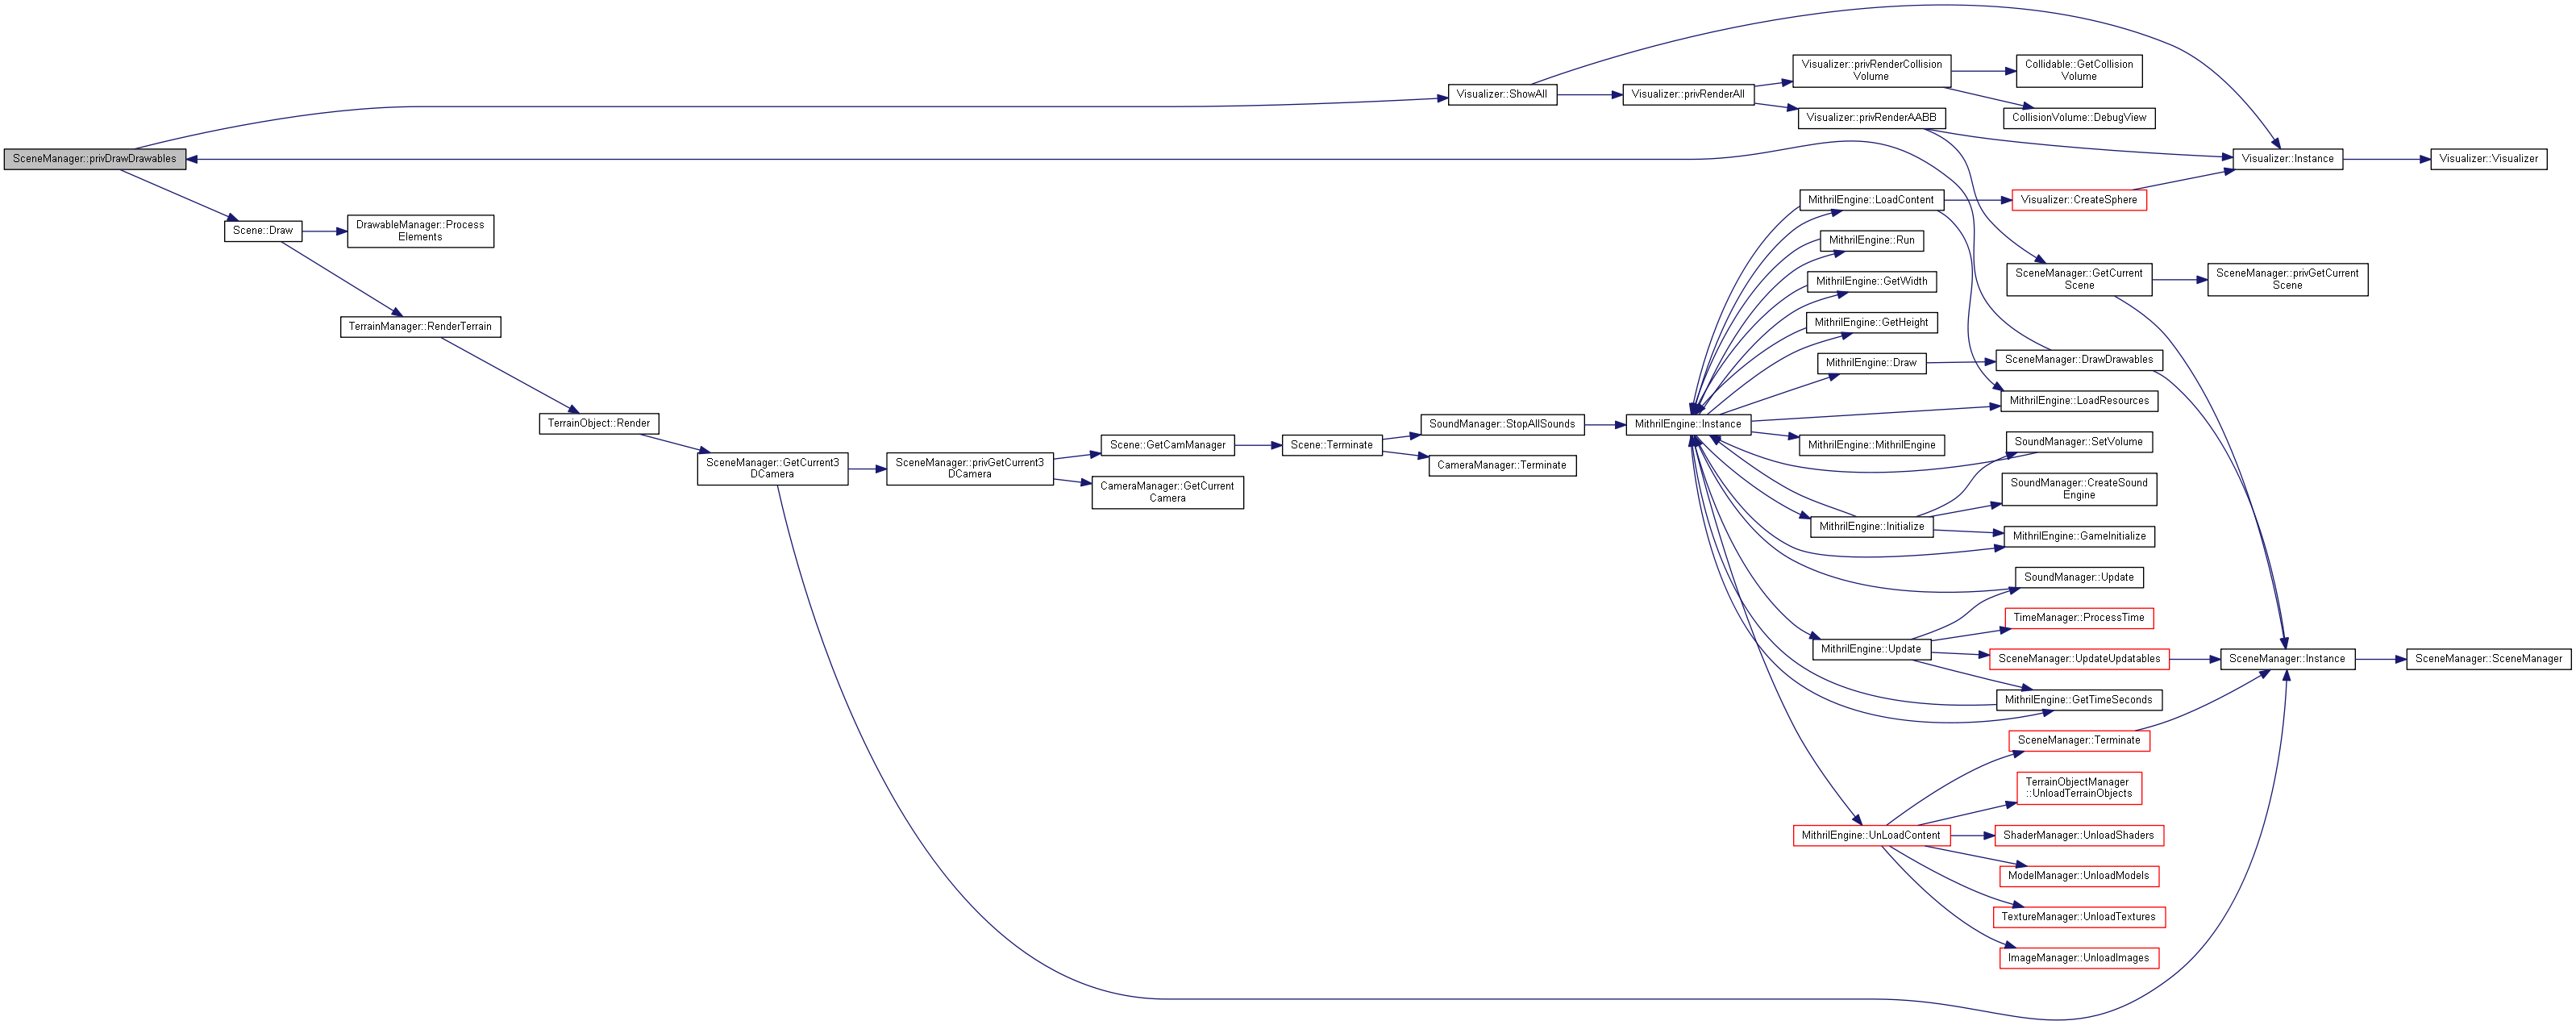 SceneManager::privDrawDrawables
Scene::Draw
DrawableManager::Process
Elements
TerrainManager::RenderTerrain
TerrainObject::Render
SceneManager::GetCurrent3
DCamera
SceneManager::privGetCurrent3
DCamera
Scene::GetCamManager
CameraManager::GetCurrent
Camera
Scene::Terminate
SoundManager::StopAllSounds
CameraManager::Terminate
Visualizer::ShowAll
Visualizer::privRenderAll
MithrilEngine::Instance
Visualizer::privRenderCollision
Volume
Visualizer::privRenderAABB
MithrilEngine::LoadContent
MithrilEngine::Run
MithrilEngine::GetWidth
MithrilEngine::GetHeight
MithrilEngine::Draw
MithrilEngine::MithrilEngine
MithrilEngine::Initialize
MithrilEngine::Update
MithrilEngine::UnLoadContent
Collidable::GetCollision
Volume
CollisionVolume::DebugView
Visualizer::CreateSphere
SceneManager::GetCurrent
Scene
SceneManager::DrawDrawables
MithrilEngine::LoadResources
SoundManager::SetVolume
SoundManager::CreateSound
Engine
MithrilEngine::GameInitialize
SoundManager::Update
TimeManager::ProcessTime
SceneManager::UpdateUpdatables
MithrilEngine::GetTimeSeconds
SceneManager::Terminate
TerrainObjectManager
::UnloadTerrainObjects
ShaderManager::UnloadShaders
ModelManager::UnloadModels
TextureManager::UnloadTextures
ImageManager::UnloadImages
Visualizer::Instance
SceneManager::privGetCurrent
Scene
SceneManager::Instance
Visualizer::Visualizer
SceneManager::SceneManager